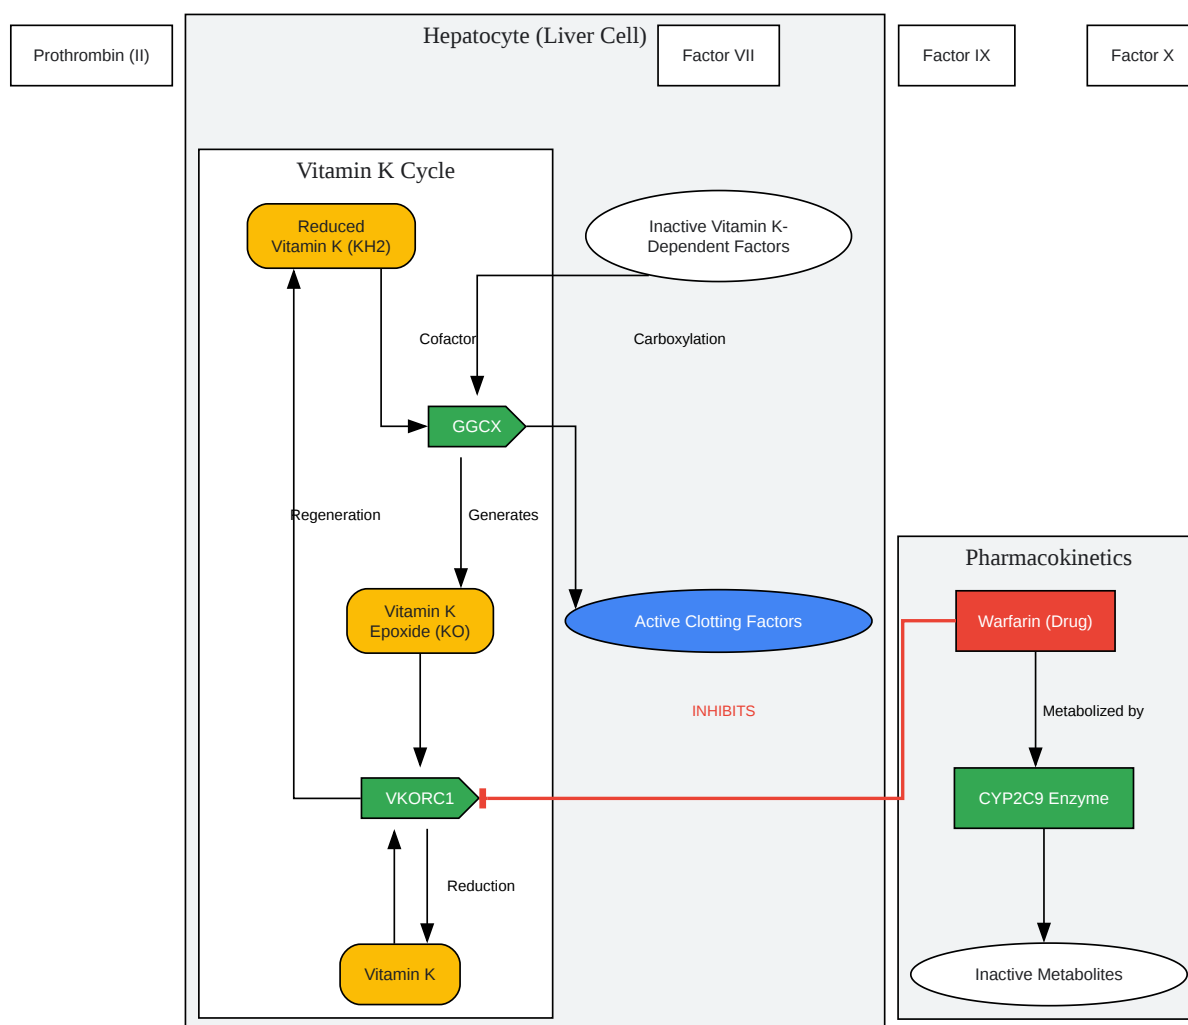 Hepatocyte (Liver Cell)
Prothrombin (II)
Factor VII
Factor IX
Factor X
Vitamin K Cycle
Reduced
Vitamin K (KH2)
Inactive Vitamin K-
Dependent Factors
Cofactor
Carboxylation
GGCX
Regeneration
Generates
Pharmacokinetics
Vitamin K
Epoxide (KO)
Active Clotting Factors
Warfarin (Drug)
INHIBITS
Metabolized by
VKORC1
CYP2C9 Enzyme
Reduction
Vitamin K
Inactive Metabolites